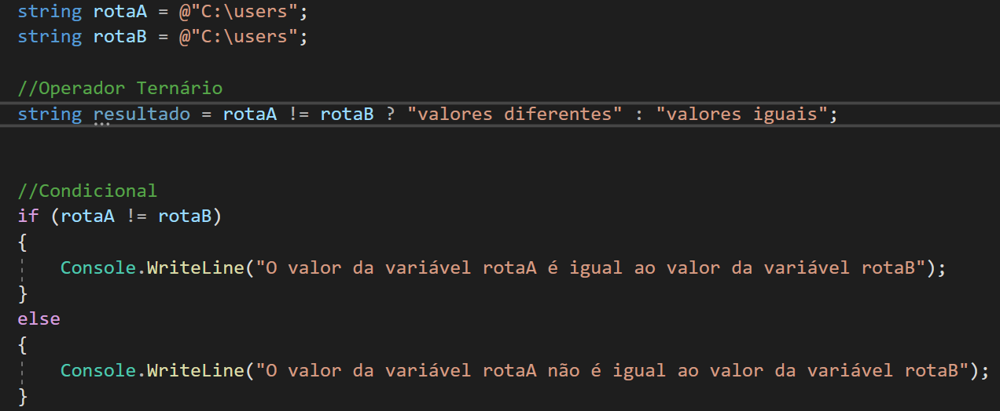 string rotaA = @"C:\users";
string rotaB = @"C:\users";
//Operador Ternário
string resultado = rotaA != rotaB ? "valores diferentes" : "valores iguais";
//Condicional
if (rotaA != rotaB)
{
    Console.WriteLine("O valor da variável rotaA é igual ao valor da variável rotaB");
}
else
{
    Console.WriteLine("O valor da variável rotaA não é igual ao valor da variável rotaB");
}